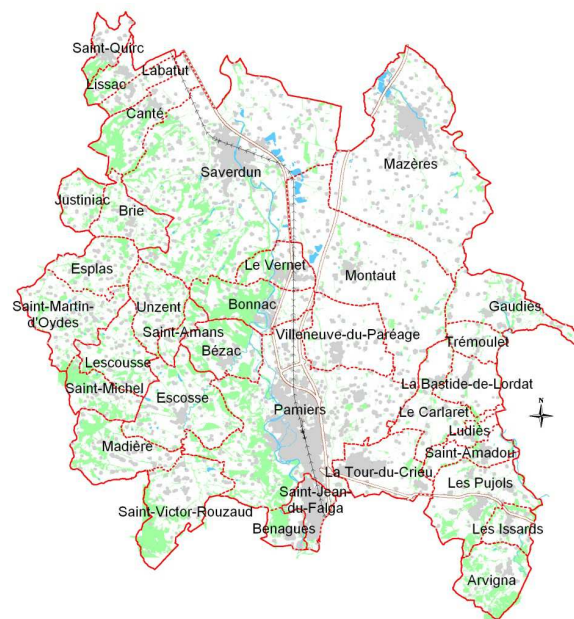 Saint-Quirc
Labatut
Lissac
Canté
Saverdun
Mazères
Justiniac
Brie
Esplas
Le Vernet
Montaut
Saint-Martin-
d'Oydes
Unzent
Bonnac
Gaudiès
Saint-Amans
Villeneuve-du-Paréage
Trémoulet
Bézac
Lescousse
Saint-Michel
La Bastide-de-Lordat
Escosse
Pamiers
Le Carlaret
Ludiès
Madière
Saint-Amadou
La Tour-du-Crieu
Les Pujols
Saint-Jean-
du-Falga
Saint-Victor-Rouzaud
Benagues
Les Issards
Arvigna